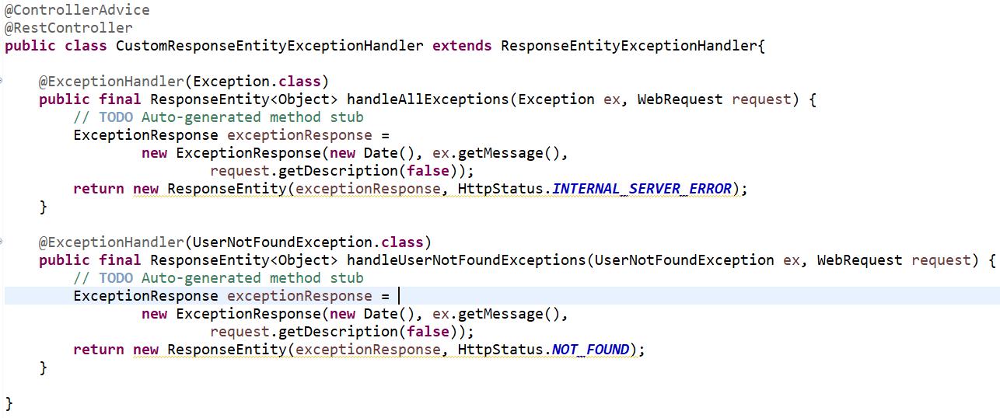 @ControllerAdvice
@RestController
public class CustomResponseEntityExceptionHandler extends ResponseEntityExceptionHandler{
@ExceptionHandler(Exception.class)
public final ResponseEntity<Object> handleAllExceptions(Exception ex, WebRequest request) {
// TODO Auto-generated method stub
ExceptionResponse exceptionResponse =
new ExceptionResponse(new Date(), ex.getMessage(),
request.getDescription(false));
return new ResponseEntity(exceptionResponse, HttpStatus.INTERNAL_SERVER_ERROR);
}
@ExceptionHandler(UserNotFoundException.class)
public final ResponseEntity<Object> handleUserNotFoundExceptions(UserNotFoundException ex, WebRequest request) {
// TODO Auto-generated method stub
ExceptionResponse exceptionResponse =
new ExceptionResponse(new Date(), ex.getMessage(),
request.getDescription(false));
return new ResponseEntity(exceptionResponse, HttpStatus.NOT_FOUND);
}
}